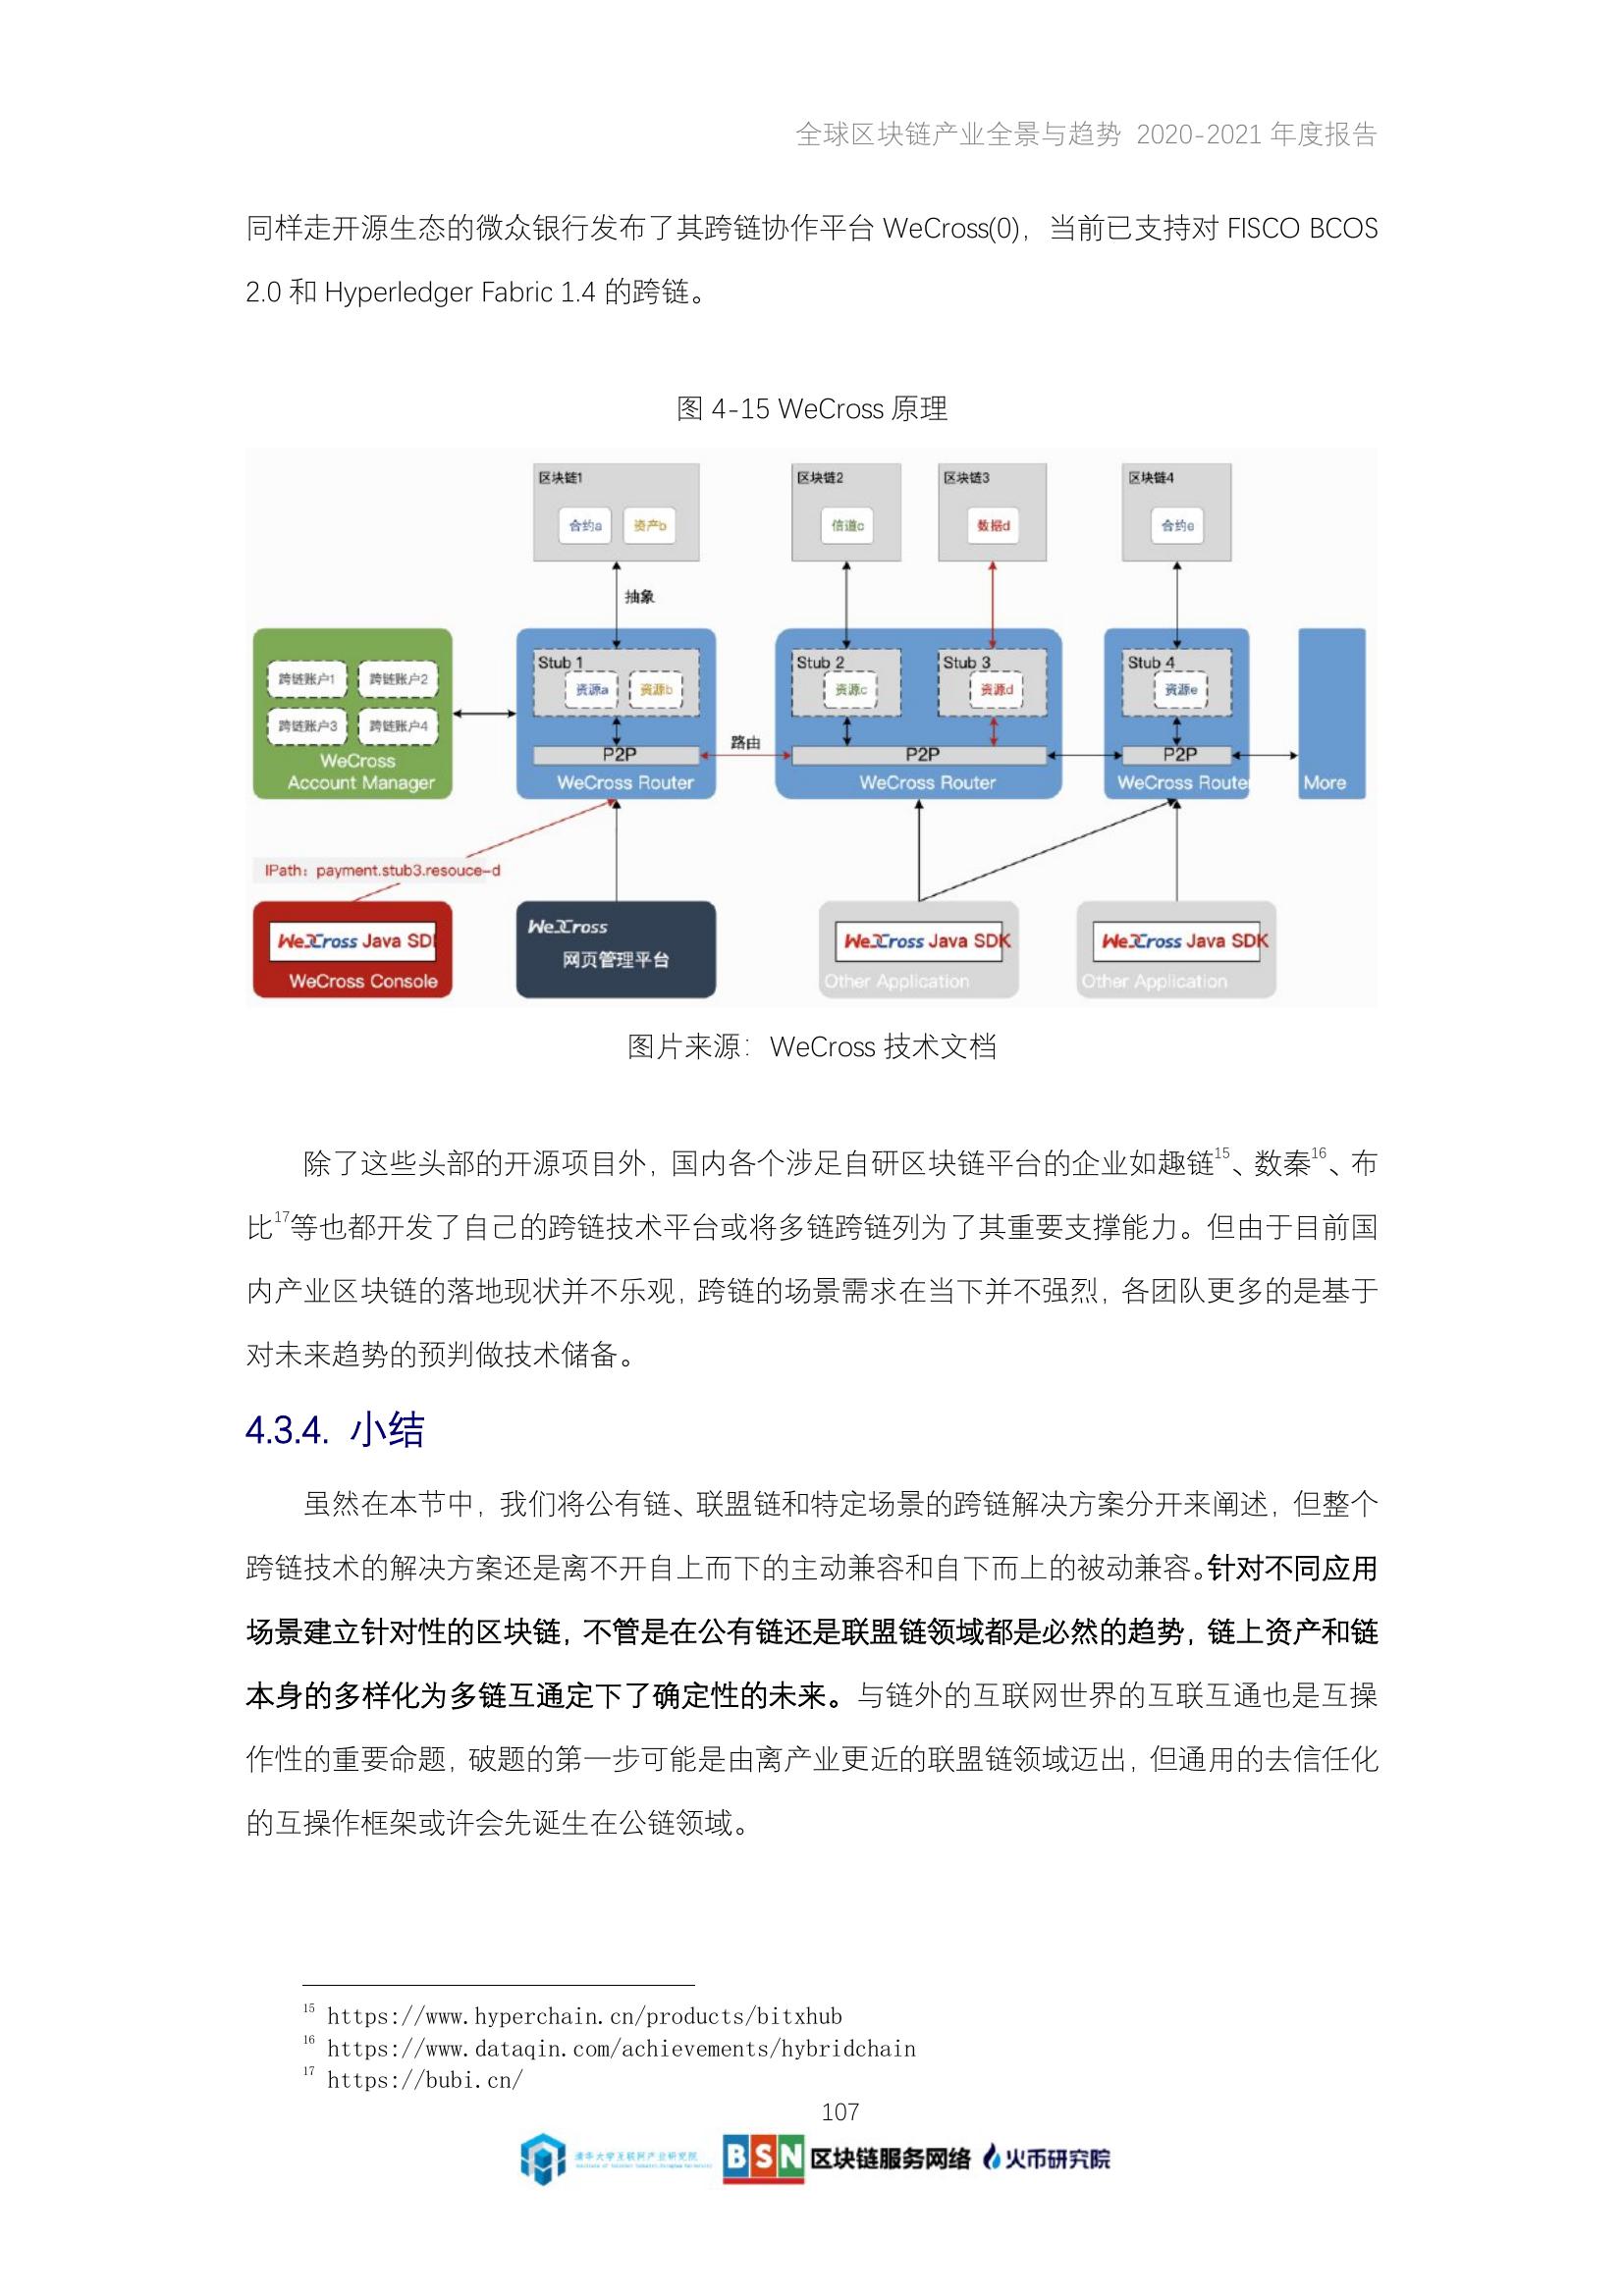 全球区块链产业全景与趋势 2020-2021 年度报告
同样走开源生态的微众银行发布了其跨链协作平台 WeCross(0)，当前已支持对 FISCO BCOS
2.0 和 Hyperledger Fabric 1.4 的跨链。
图 4-15 WeCross 原理
区块链1
合约a 资产b
区块链2
信道c
区块链3
数据d
区块链4
合约e
抽象
跨链账户1 跨链账户2
跨链账户3 跨链账户4
WeCross
Account Manager
Stub 1
资源a 资源b
P2P
WeCross Router
路由
Stub 2
资源c
Stub 3
资源d
P2P
WeCross Router
Stub 4
资源e
P2P
WeCross Route
More
IPath：payment.stub3.resouce-d
WeCross Java SD
WeCross Console
WeCross
网页管理平台
WeCross Java SDK
Other Application
WeCross Java SDK
Other Application
图片来源：WeCross 技术文档
除了这些头部的开源项目外，国内各个涉足自研区块链平台的企业如趣链15、数秦16、布
比17等也都开发了自己的跨链技术平台或将多链跨链列为了其重要支撑能力。但由于目前国
内产业区块链的落地现状并不乐观，跨链的场景需求在当下并不强烈，各团队更多的是基于
对未来趋势的预判做技术储备。
4.3.4. 小结
虽然在本节中，我们将公有链、联盟链和特定场景的跨链解决方案分开来阐述，但整个
跨链技术的解决方案还是离不开自上而下的主动兼容和自下而上的被动兼容。针对不同应用
场景建立针对性的区块链，不管是在公有链还是联盟链领域都是必然的趋势，链上资产和链
本身的多样化为多链互通定下了确定性的未来。与链外的互联网世界的互联互通也是互操
作性的重要命题，破题的第一步可能是由离产业更近的联盟链领域迈出，但通用的去信任化
的互操作框架或许会先诞生在公链领域。
15 https://www.hyperchain.cn/products/bitxhub
16 https://www.dataqin.com/achievements/hybridchain
17 https://bubi.cn/
107
清华大学互联网产业研究院
BSN 区块链服务网络 火币研究院